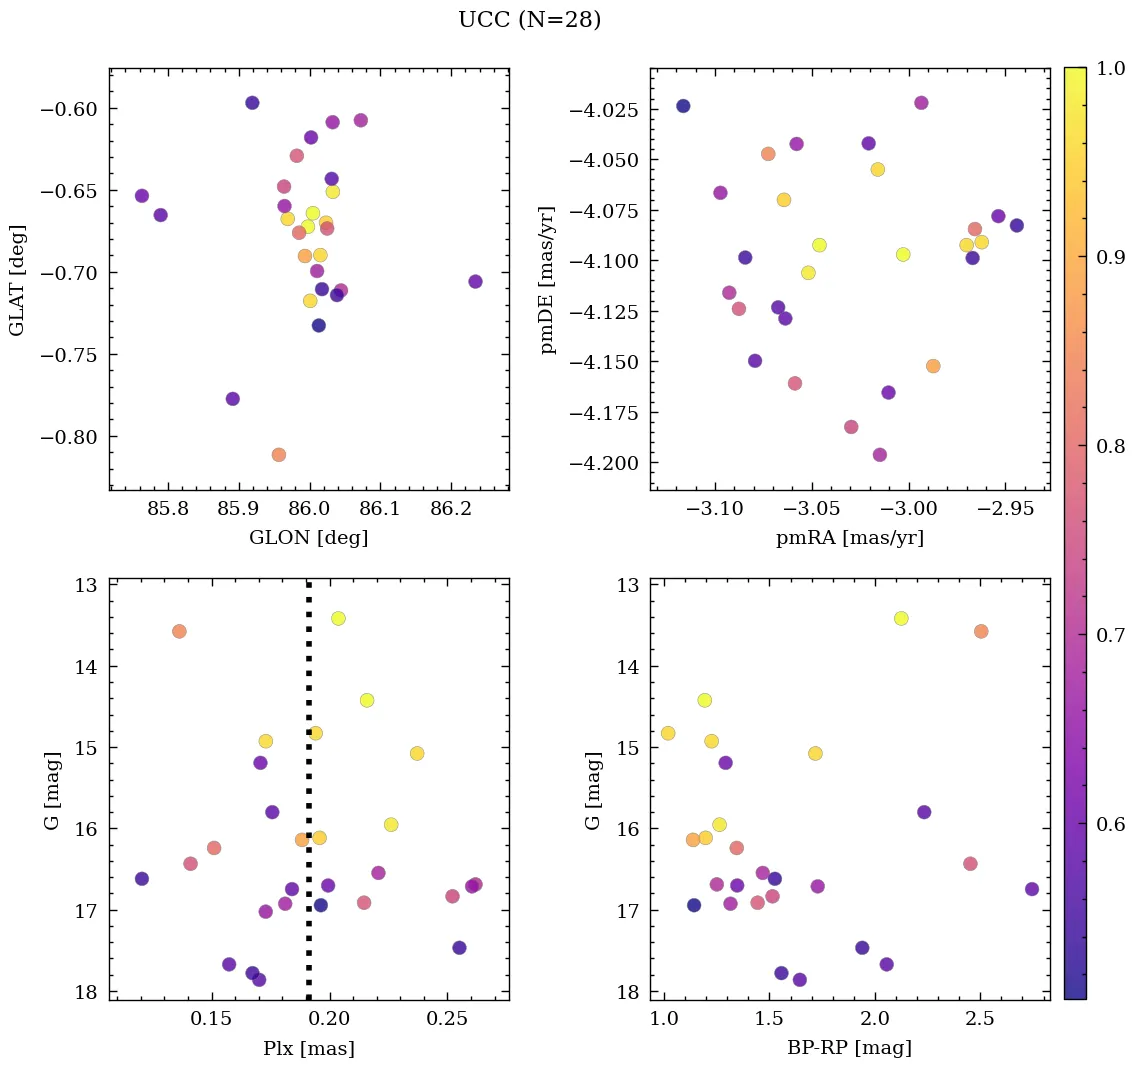 UCC (N=28)
−0.60
−0.65
−0.70
−0.75
−0.80
GLAT [deg]
85.8 85.9 86.0 86.1 86.2
GLON [deg]
−4.025
−4.050
−4.075
−4.100
−4.125
−4.150
−4.175
−4.200
pmDE [mas/yr]
−3.10 −3.05 −3.00 −2.95
pmRA [mas/yr]
13
14
15
16
17
18
G [mag]
0.15 0.20 0.25
Plx [mas]
13
14
15
16
17
18
G [mag]
1.0 1.5 2.0 2.5
BP-RP [mag]
1.0
0.9
0.8
0.7
0.6